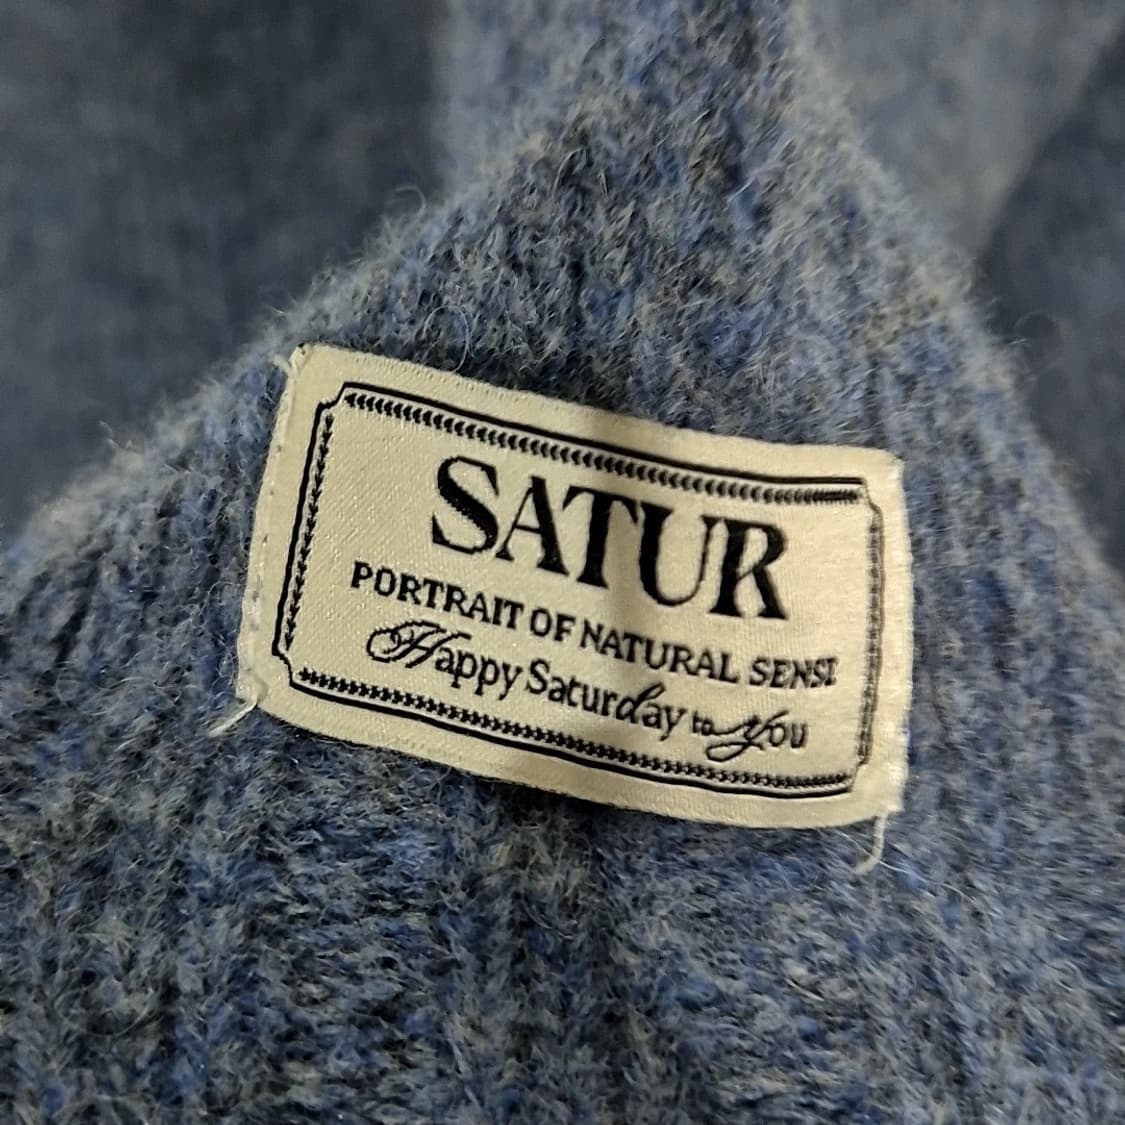 SATUR
PORTRAIT OF NATURAL SENSE
Happy Saturday to you